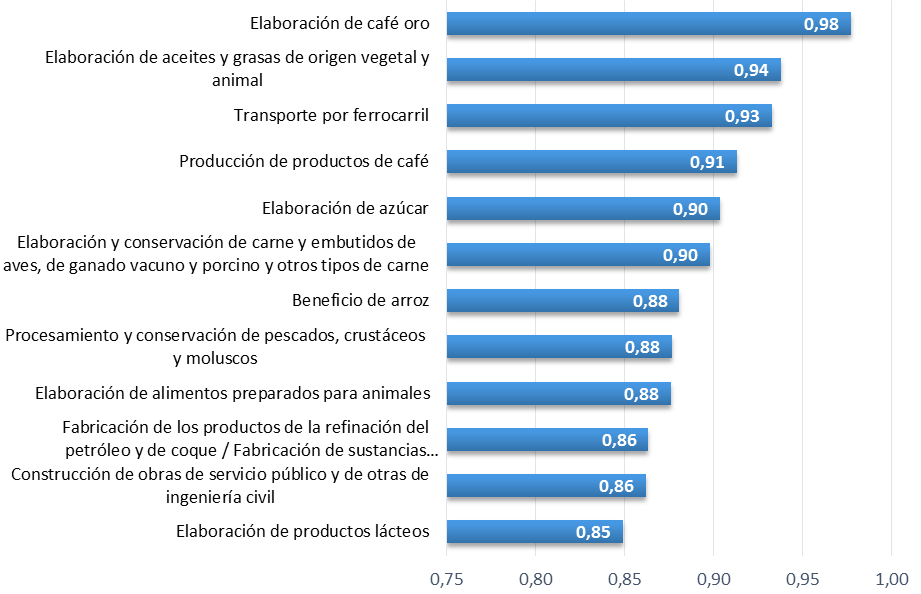 Elaboración de café oro
0,98
Elaboración de aceites y grasas de origen vegetal y
animal
0,94
Transporte por ferrocarril
0,93
Producción de productos de café
0,91
Elaboración de azúcar
0,90
Elaboración y conservación de carne y embutidos de
aves, de ganado vacuno y porcino y otros tipos de carne
0,90
Beneficio de arroz
0,88
Procesamiento y conservación de pescados, crustáceos
y moluscos
0,88
Elaboración de alimentos preparados para animales
0,88
Fabricación de los productos de la refinación del
petróleo y de coque / Fabricación de sustancias...
0,86
Construcción de obras de servicio público y de otras de
ingeniería civil
0,86
Elaboración de productos lácteos
0,85
0,75 0,80 0,85 0,90 0,95 1,00